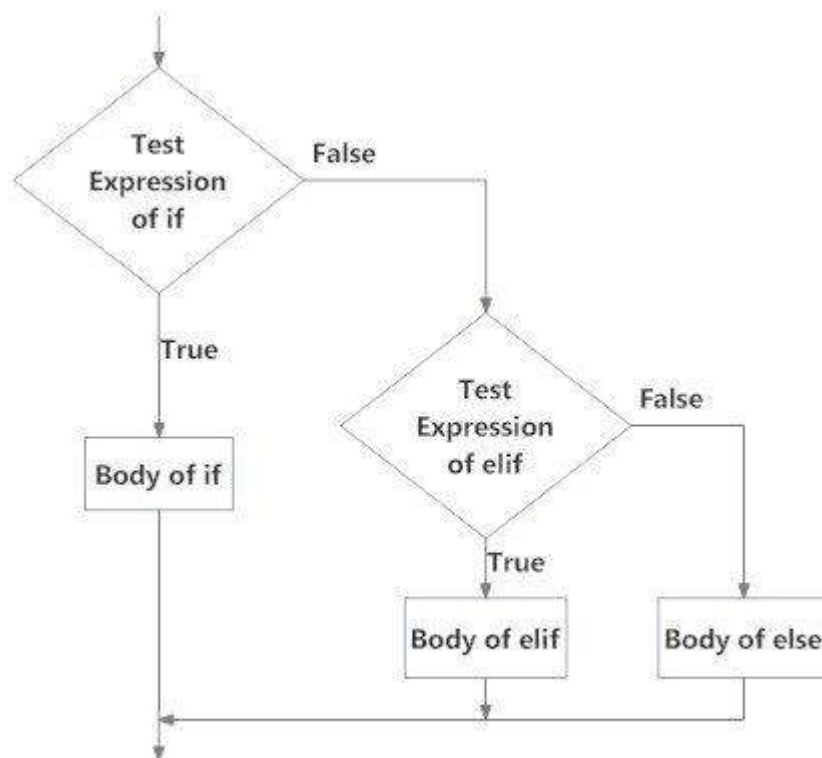 Test
Expression
of if
False
True
Test
Expression
of elif
False
Body of if
True
Body of elif
Body of else